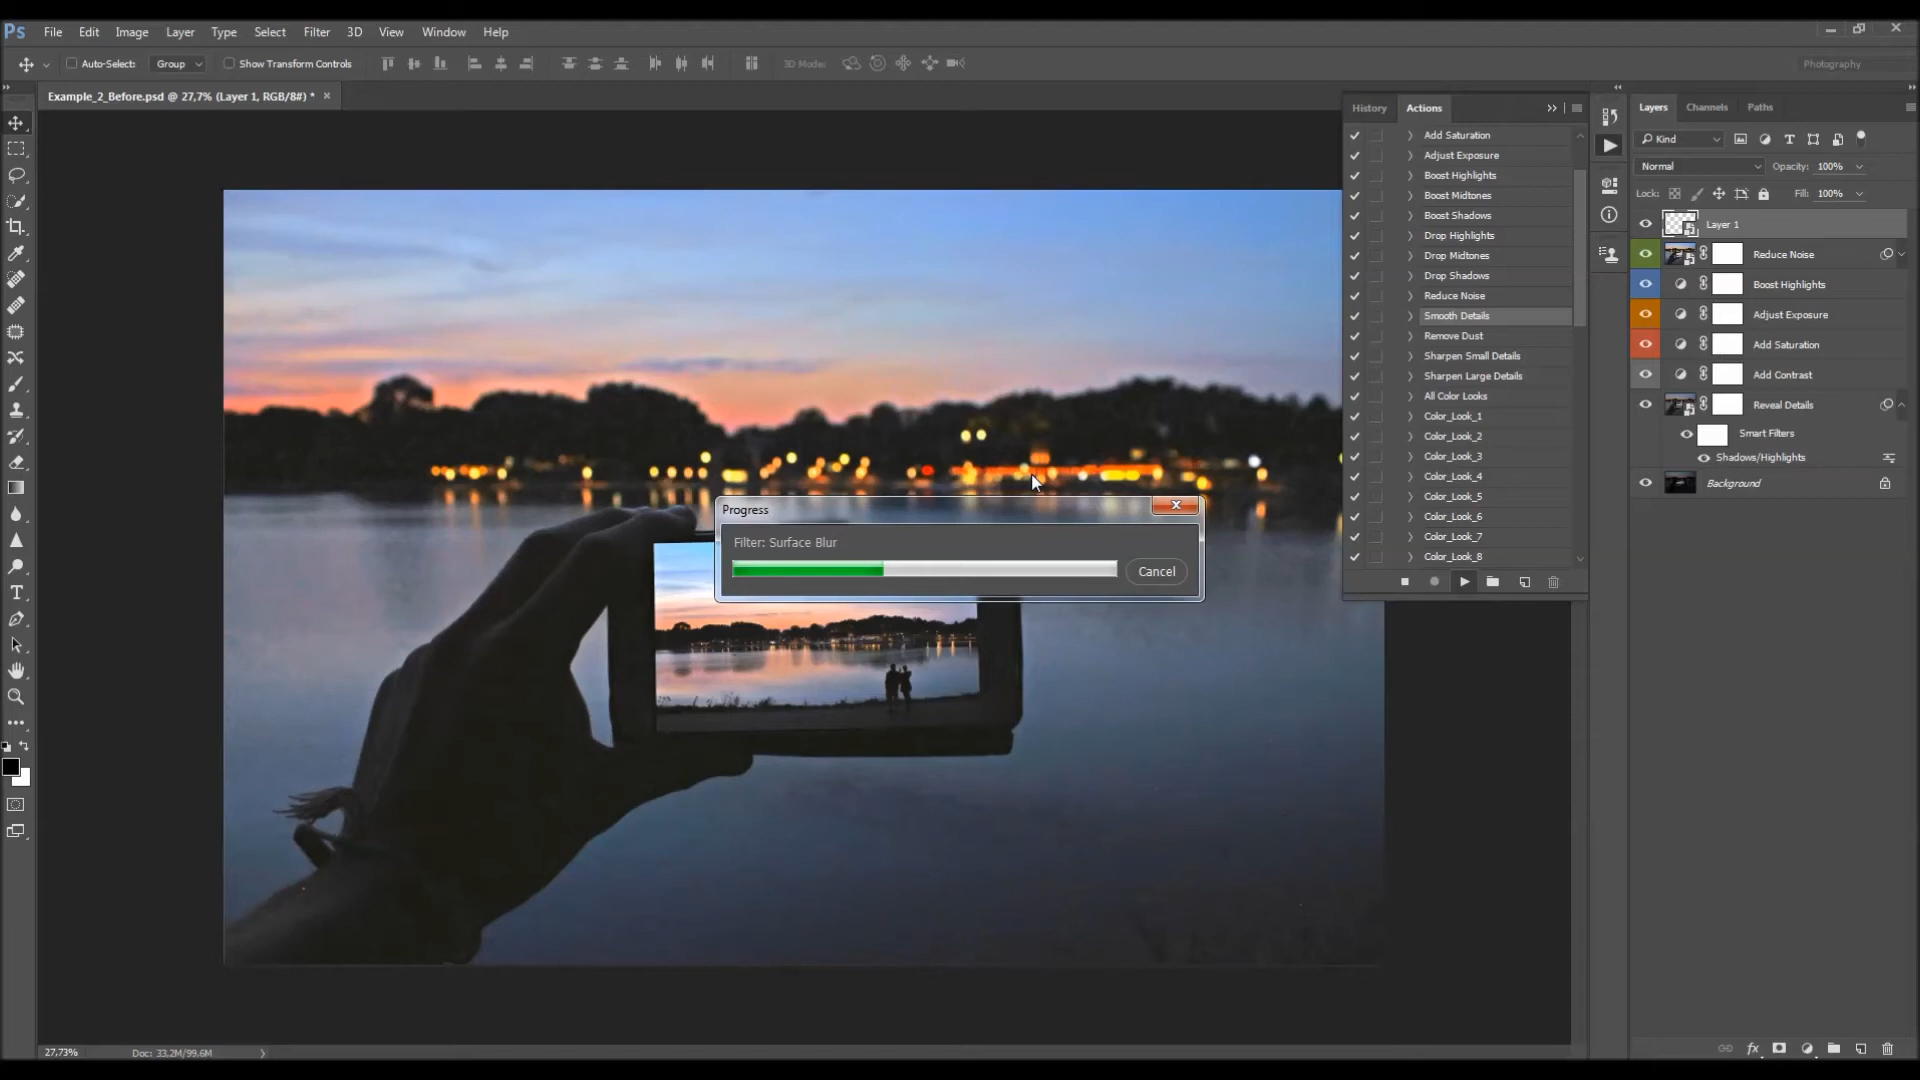 Ps File Edit Image Layer Type Select Filter 3D View Window Help
Auto-Select: Group Show Transform Controls 3D Mode: Photography
Example_2_Before.psd @ 27,7% (Layer 1, RGB/8#) * ×
History Actions
Add Saturation
Adjust Exposure
Boost Highlights
Boost Midtones
Boost Shadows
Drop Highlights
Drop Midtones
Drop Shadows
Reduce Noise
Smooth Details
Remove Dust
Sharpen Small Details
Sharpen Large Details
All Color Looks
Color_Look_1
Color_Look_2
Color_Look_3
Color_Look_4
Color_Look_5
Color_Look_6
Color_Look_7
Color_Look_8
Layers Channels Paths
Kind
Normal Opacity: 100%
Lock: Fill: 100%
Layer 1
Reduce Noise
Boost Highlights
Adjust Exposure
Add Saturation
Add Contrast
Reveal Details
Smart Filters
Shadows/Highlights
Background
Progress
Filter: Surface Blur
Cancel
27,73% Doc: 33,2M/99,6M
fx